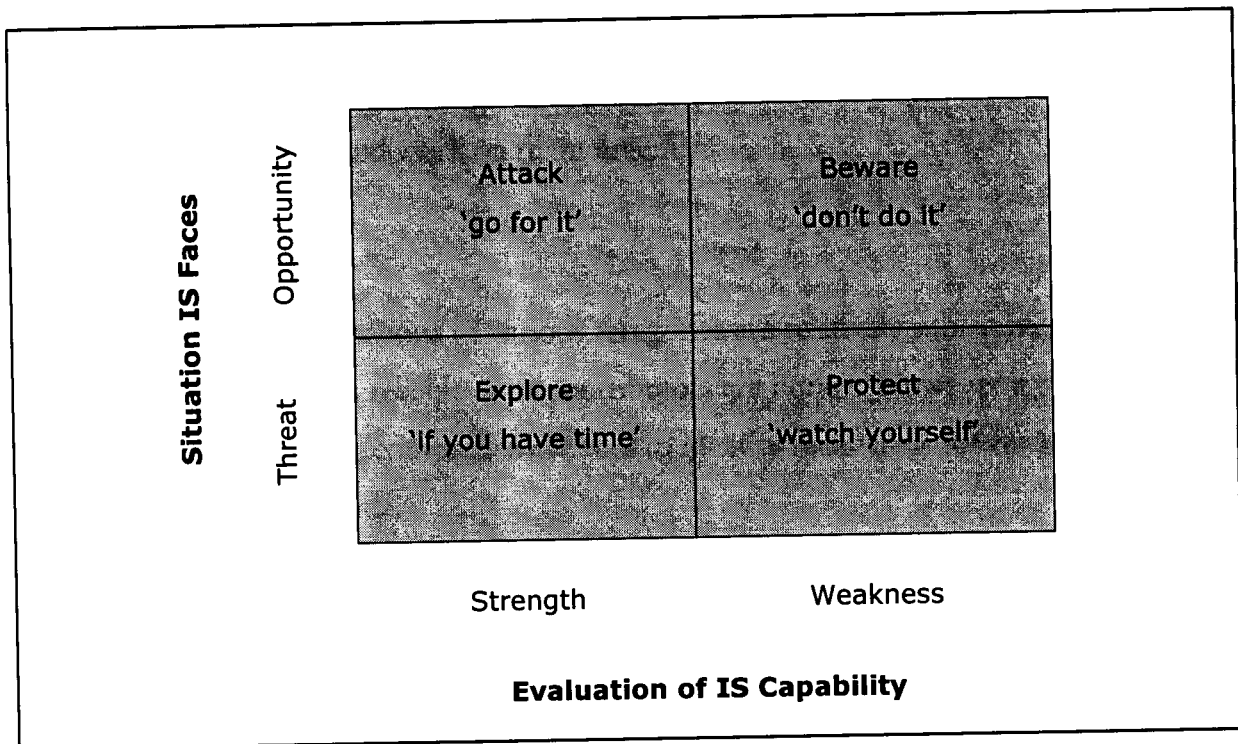 Situation IS Faces
Opportunity
Attack
'go for it'
Beware
'don't do it'
Threat
Explore
'If you have time'
Protect
'watch yourself'
Strength
Weakness
Evaluation of IS Capability